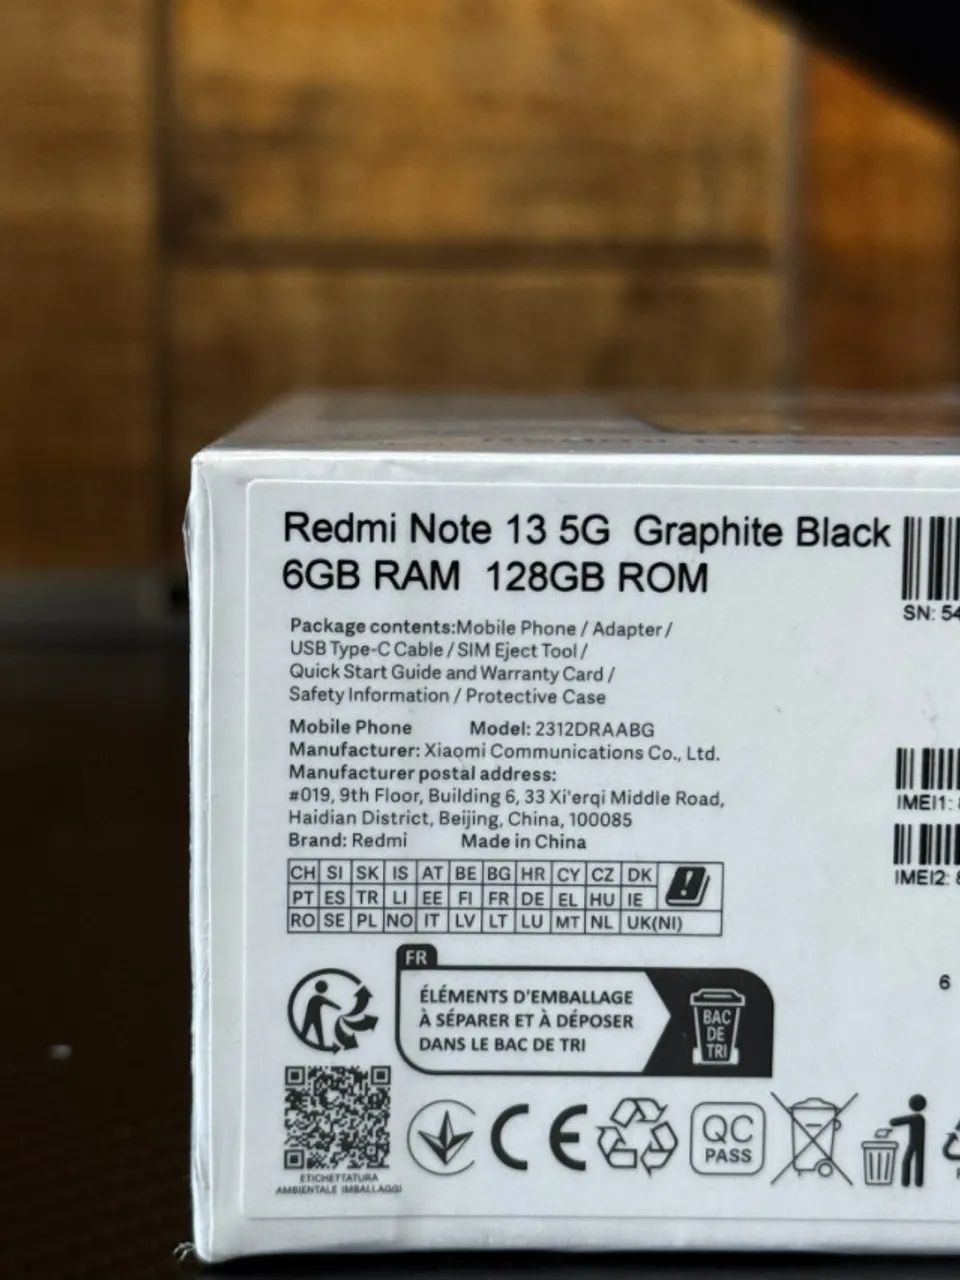 Redmi Note 13 5G Graphite Black
6GB RAM 128GB ROM
SN: 54
Package contents:Mobile Phone / Adapter /
USB Type-C Cable / SIM Eject Tool /
Quick Start Guide and Warranty Card /
Safety Information / Protective Case
Mobile Phone Model: 2312DRAABG
Manufacturer: Xiaomi Communications Co., Ltd.
Manufacturer postal address:
#019, 9th Floor, Building 6, 33 Xi'erqi Middle Road,
Haidian District, Beijing, China, 100085
Brand: Redmi Made in China
IMEI1: 8
IMEI2: 8
CH SI SK IS AT BE BG HR CY CZ DK
PT ES TR LI EE FI FR DE EL HU IE
RO SE PL NO IT LV LT LU MT NL UK(NI)
6
FR
ÉLÉMENTS D'EMBALLAGE
À SÉPARER ET À DÉPOSER
DANS LE BAC DE TRI
BAC
DE
TRI
CE
QC
PASS
ETICHETTATURA
AMBIENTALE IMBALLAGGI